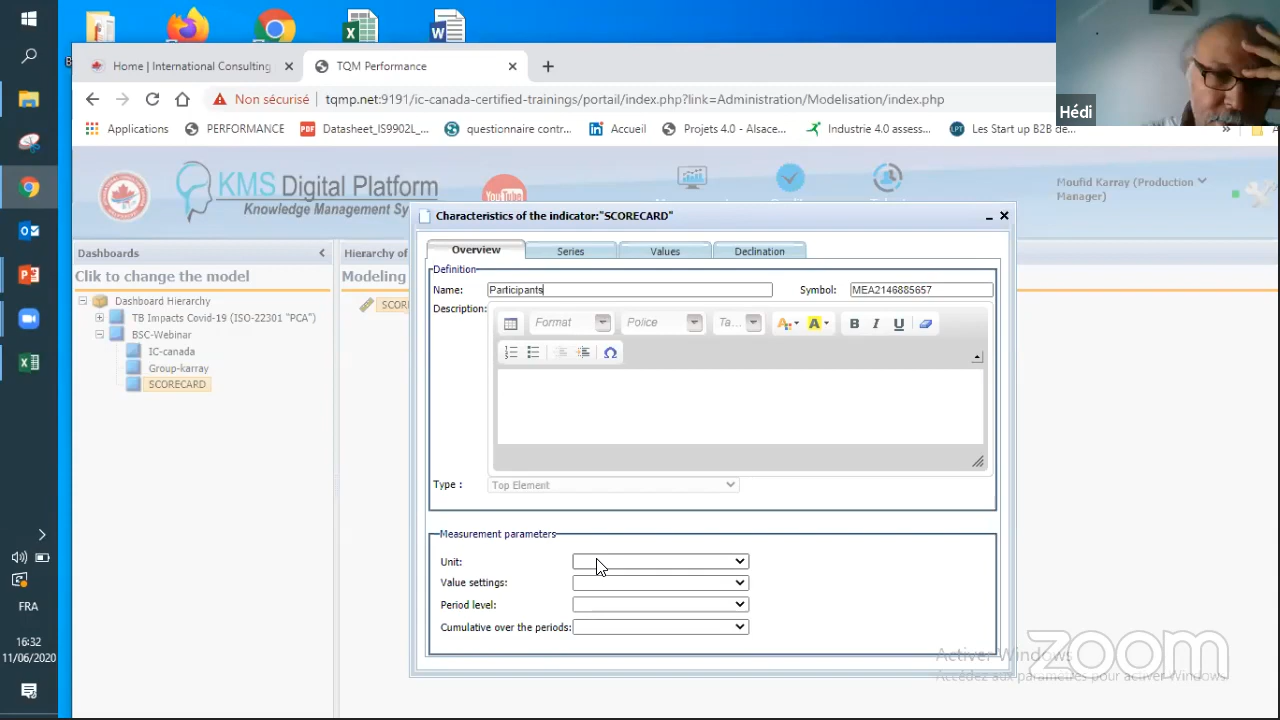 Home | International Consulting
TQM Performance
Non sécurisé
tqmp.net:9191/ic-canada-certified-trainings/portail/index.php?link=Administration/Modelisation/index.php
Hédi
Applications
PERFORMANCE
PDF
Datasheet_IS9902L_...
questionnaire contr...
Accueil
Projets 4.0 - Alsace...
Industrie 4.0 assess...
LPT
Les Start up B2B de...
»
KMS Digital Platform
Knowledge Management Sy
YouTube
Moufid Karray (Production
Manager)
Characteristics of the indicator:"SCORECARD"
Dashboards
Hierarchy of
Clik to change the model
Modeling
Overview
Series
Values
Declination
Definition
Name:
Participants
Symbol:
MEA2146885657
Description:
Format
Police
Ta...
B I U
Dashboard Hierarchy
TB Impacts Covid-19 (ISO-22301 "PCA")
BSC-Webinar
IC-canada
Group-karray
SCORECARD
SCORE
Type :
Top Element
Measurement parameters
Unit:
Value settings:
Period level:
Cumulative over the periods:
FRA
16:32
11/06/2020
Activer Windows
Accédez aux paramètres pour activer Windows.
zoom